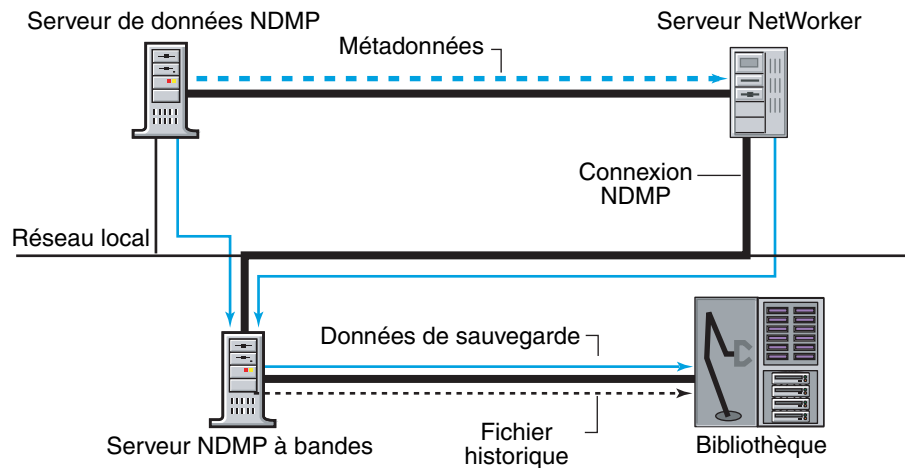 Serveur de données NDMP
Serveur NetWorker
Métadonnées
Connexion
NDMP
Réseau local
Données de sauvegarde
Fichier
historique
Serveur NDMP à bandes
Bibliothèque